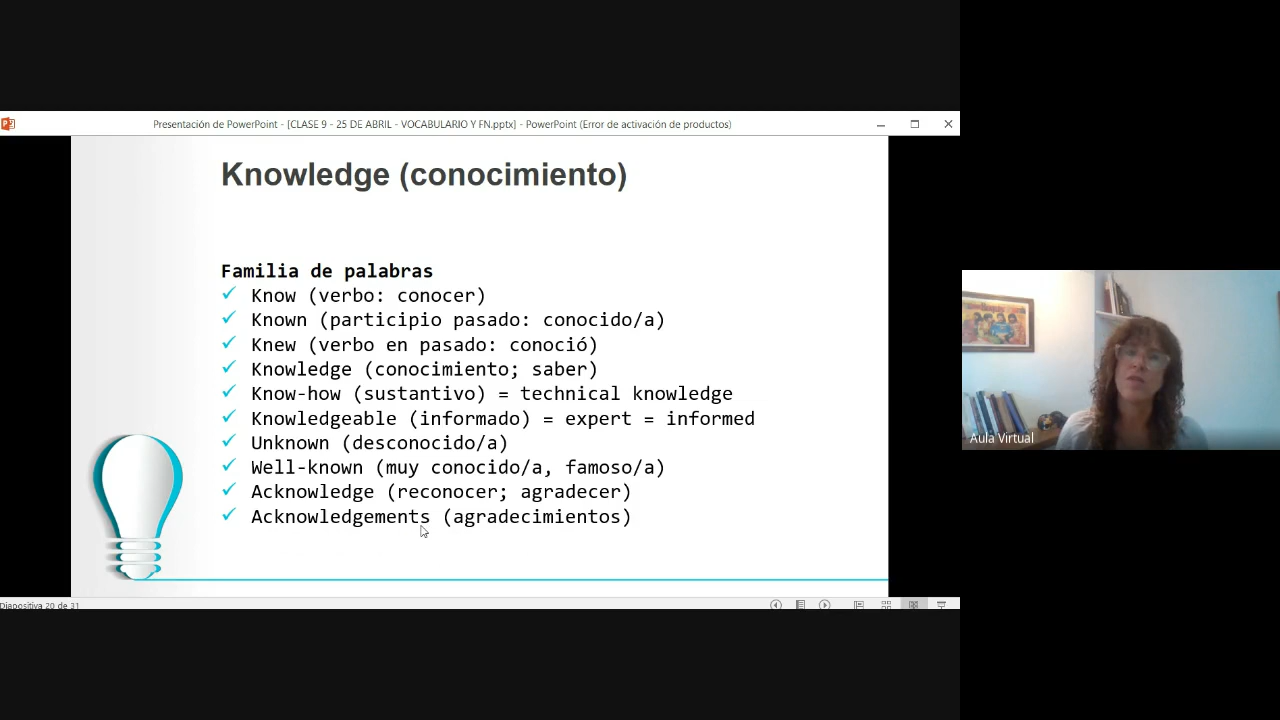 Presentación de PowerPoint - [CLASE 9 - 25 DE ABRIL - VOCABULARIO Y FN.pptx] - PowerPoint (Error de activación de productos)
Knowledge (conocimiento)
Familia de palabras
Know (verbo: conocer)
Known (participio pasado: conocido/a)
Knew (verbo en pasado: conoció)
Knowledge (conocimiento; saber)
Know-how (sustantivo) = technical knowledge
Knowledgeable (informado) = expert = informed
Unknown (desconocido/a)
Well-known (muy conocido/a, famoso/a)
Acknowledge (reconocer; agradecer)
Acknowledgements (agradecimientos)
Diapositiva 20 de 31
Aula Virtual